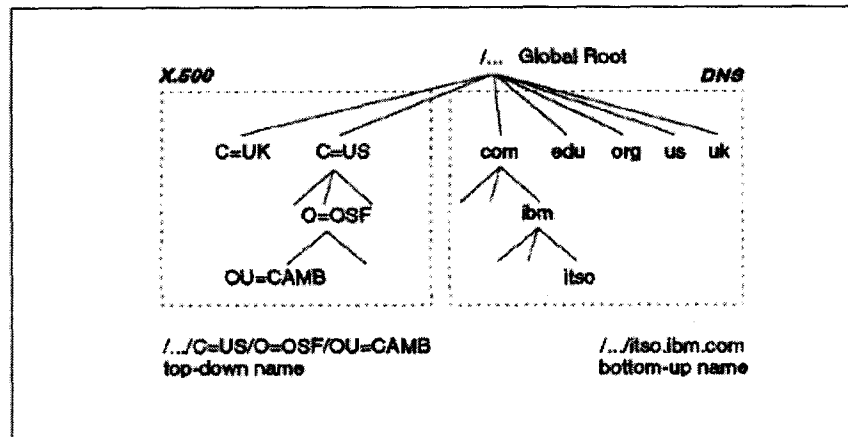 /... Global Root
X.500 DNS
C=UK C=US com edu org us uk
O=OSF ibm
OU=CAMB itso
/.../C=US/O=OSF/OU=CAMB /.../itso.ibm.com
top-down name bottom-up name